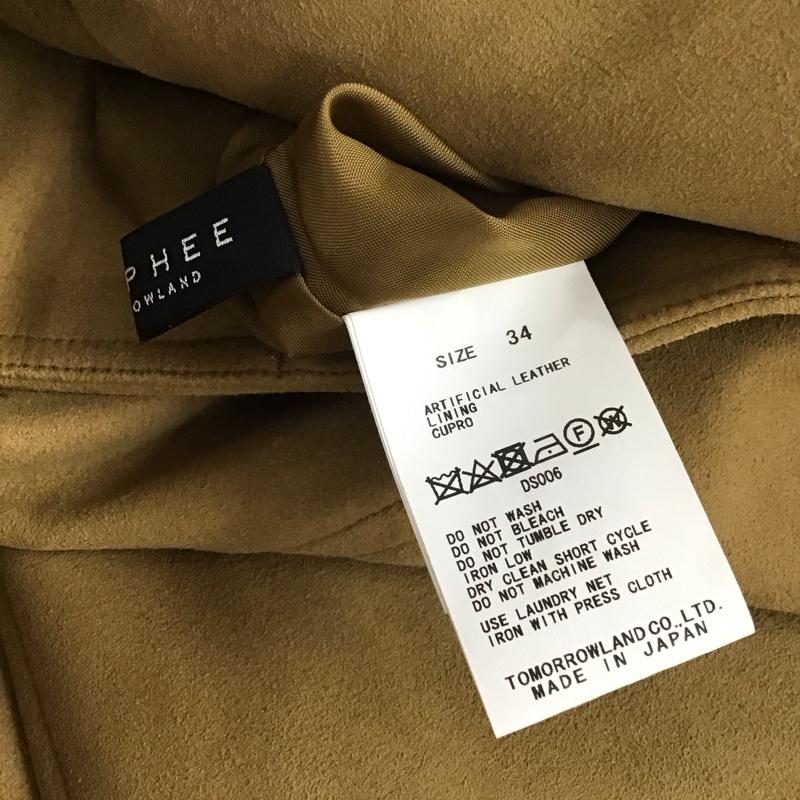 PHEE
OWLAND
SIZE 34
ARTIFICIAL LEATHER
LINING
CUPRO
F W
DS006
DO NOT WASH
DO NOT BLEACH
DO NOT TUMBLE DRY
IRON LOW
DRY CLEAN SHORT CYCLE
DO NOT MACHINE WASH
USE LAUNDRY NET
IRON WITH PRESS CLOTH
TOMORROWLAND CO.,LTD.
MADE IN JAPAN